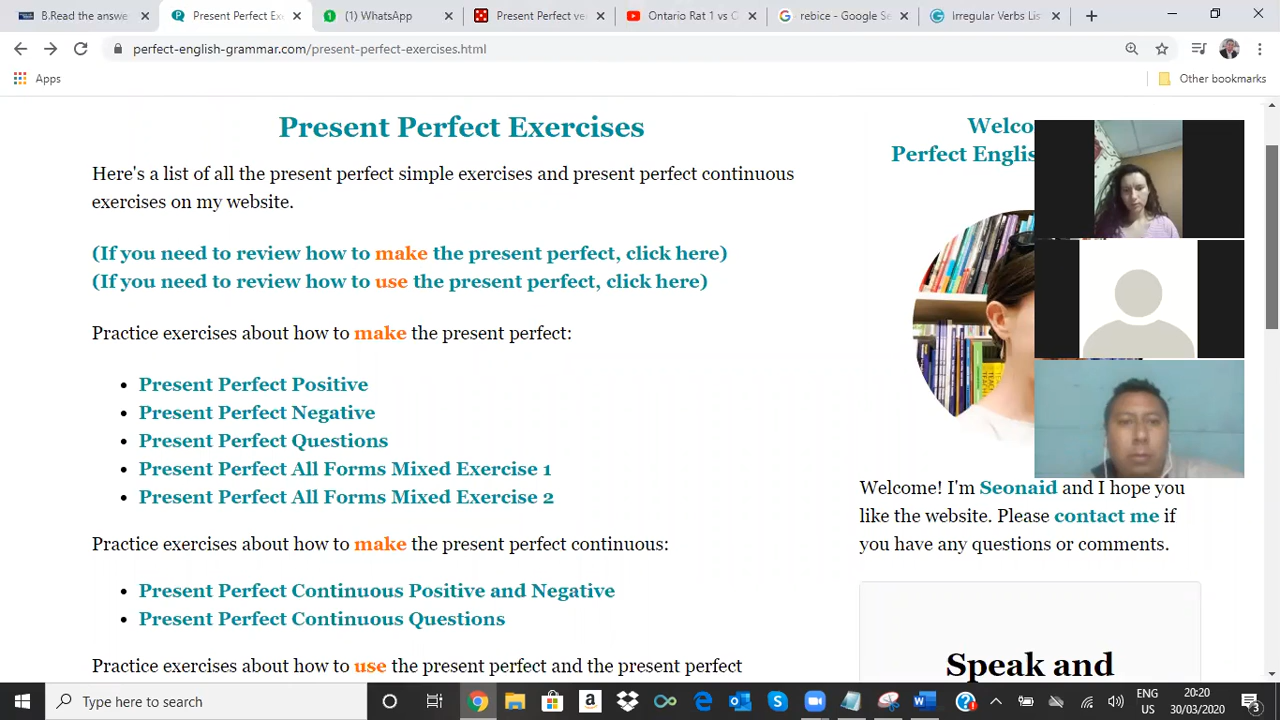 B.Read the answ
Present Perfect Ex
(1) WhatsApp
Present Perfect ve
Ontario Rat 1 vs C
rebice - Google Se
Irregular Verbs Lis
perfect-english-grammar.com/present-perfect-exercises.html
Apps
Other bookmarks
Present Perfect Exercises
Here's a list of all the present perfect simple exercises and present perfect continuous
exercises on my website.
(If you need to review how to make the present perfect, click here)
(If you need to review how to use the present perfect, click here)
Practice exercises about how to make the present perfect:
• Present Perfect Positive
• Present Perfect Negative
• Present Perfect Questions
• Present Perfect All Forms Mixed Exercise 1
• Present Perfect All Forms Mixed Exercise 2
Practice exercises about how to make the present perfect continuous:
• Present Perfect Continuous Positive and Negative
• Present Perfect Continuous Questions
Practice exercises about how to use the present perfect and the present perfect
Welco
Perfect Englis
Welcome! I'm Seonaid and I hope you
like the website. Please contact me if
you have any questions or comments.
Speak and
Type here to search
ENG
US
20:20
30/03/2020
3